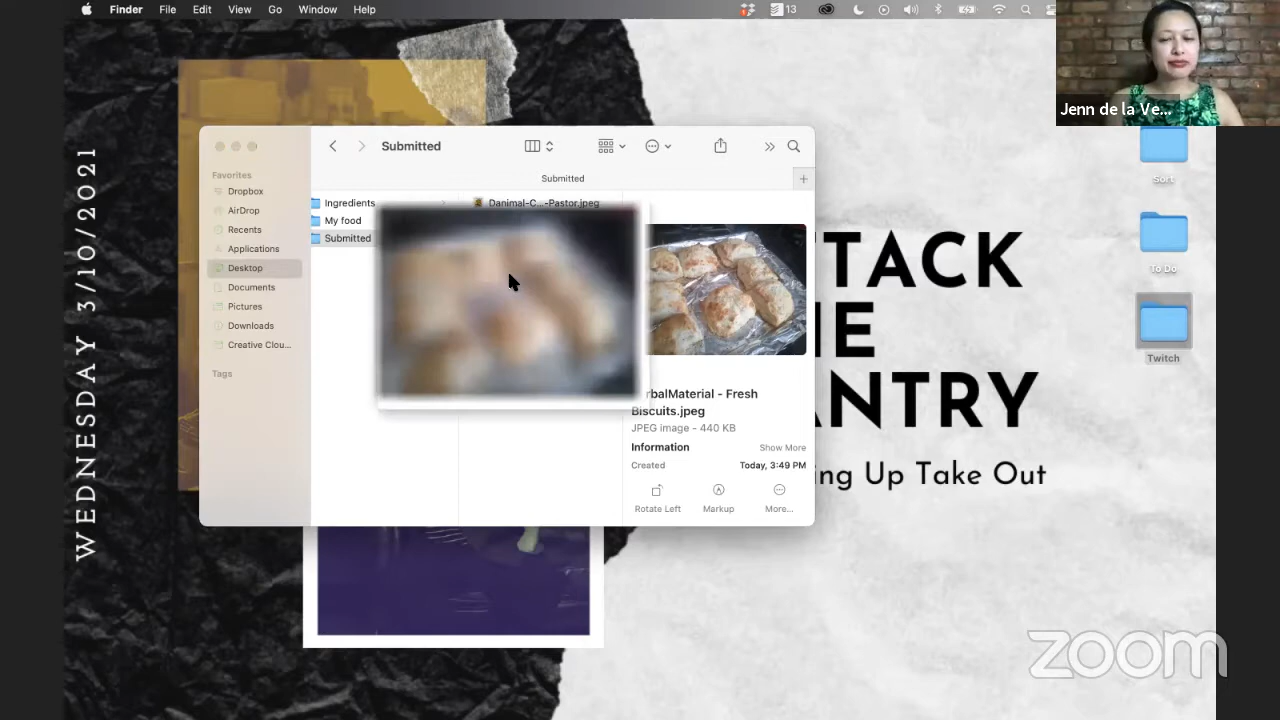 Finder File Edit View Go Window Help
13
Jenn de la Ve...
WEDNESDAY 3/10/2021
Submitted
Submitted
Favorites
Dropbox
AirDrop
Recents
Applications
Desktop
Documents
Pictures
Downloads
Creative Clou...
Tags
Ingredients
My food
Submitted
Danimal-C...-Pastor.jpeg
rbalMaterial - Fresh
Biscuits.jpeg
JPEG image - 440 KB
Information Show More
Created Today, 3:49 PM
Rotate Left Markup More...
TACK
NTRY
ing Up Take Out
Sort
To Do
Twitch
zoom